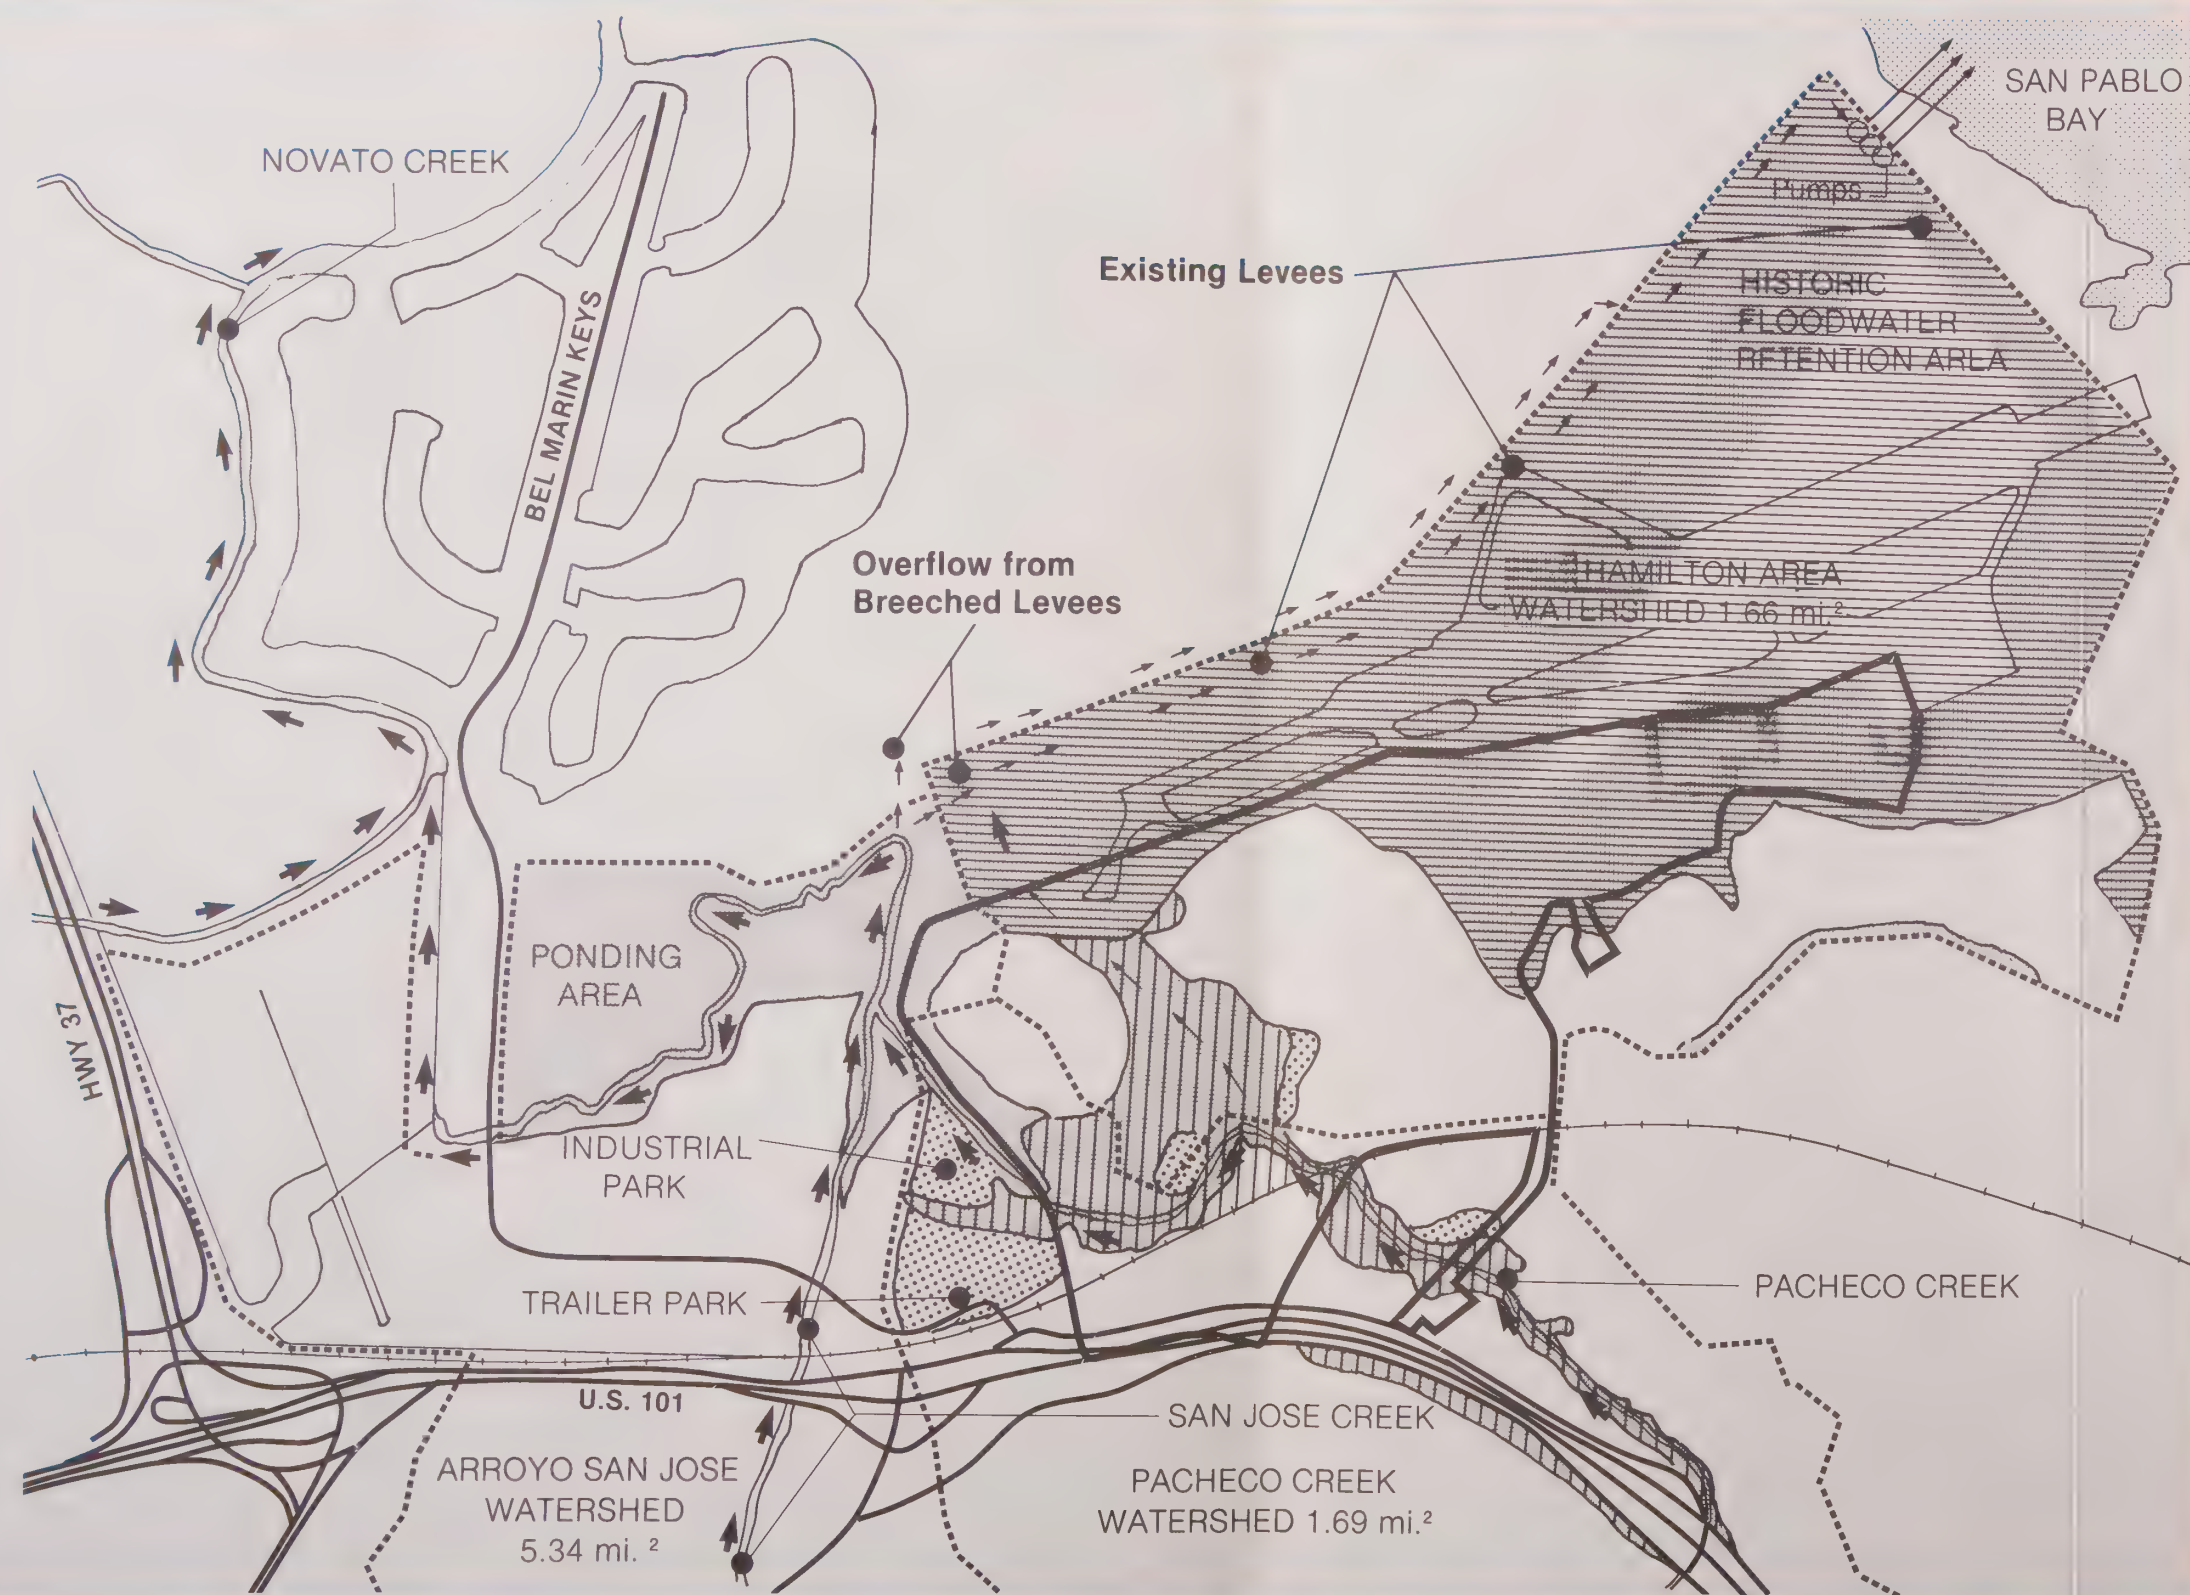 SAN PABLO
BAY
NOVATO CREEK
Pumps
Existing Levees
HISTORIC
FLOODWATER
RETENTION AREA
BEL MARIN KEYS
Overflow from
Breeched Levees
HAMILTON AREA
WATERSHED 1.66 mi.²
PONDING
AREA
HWY 37
INDUSTRIAL
PARK
TRAILER PARK
PACHECO CREEK
U.S. 101
SAN JOSE CREEK
ARROYO SAN JOSE
WATERSHED
5.34 mi. ²
PACHECO CREEK
WATERSHED 1.69 mi.²